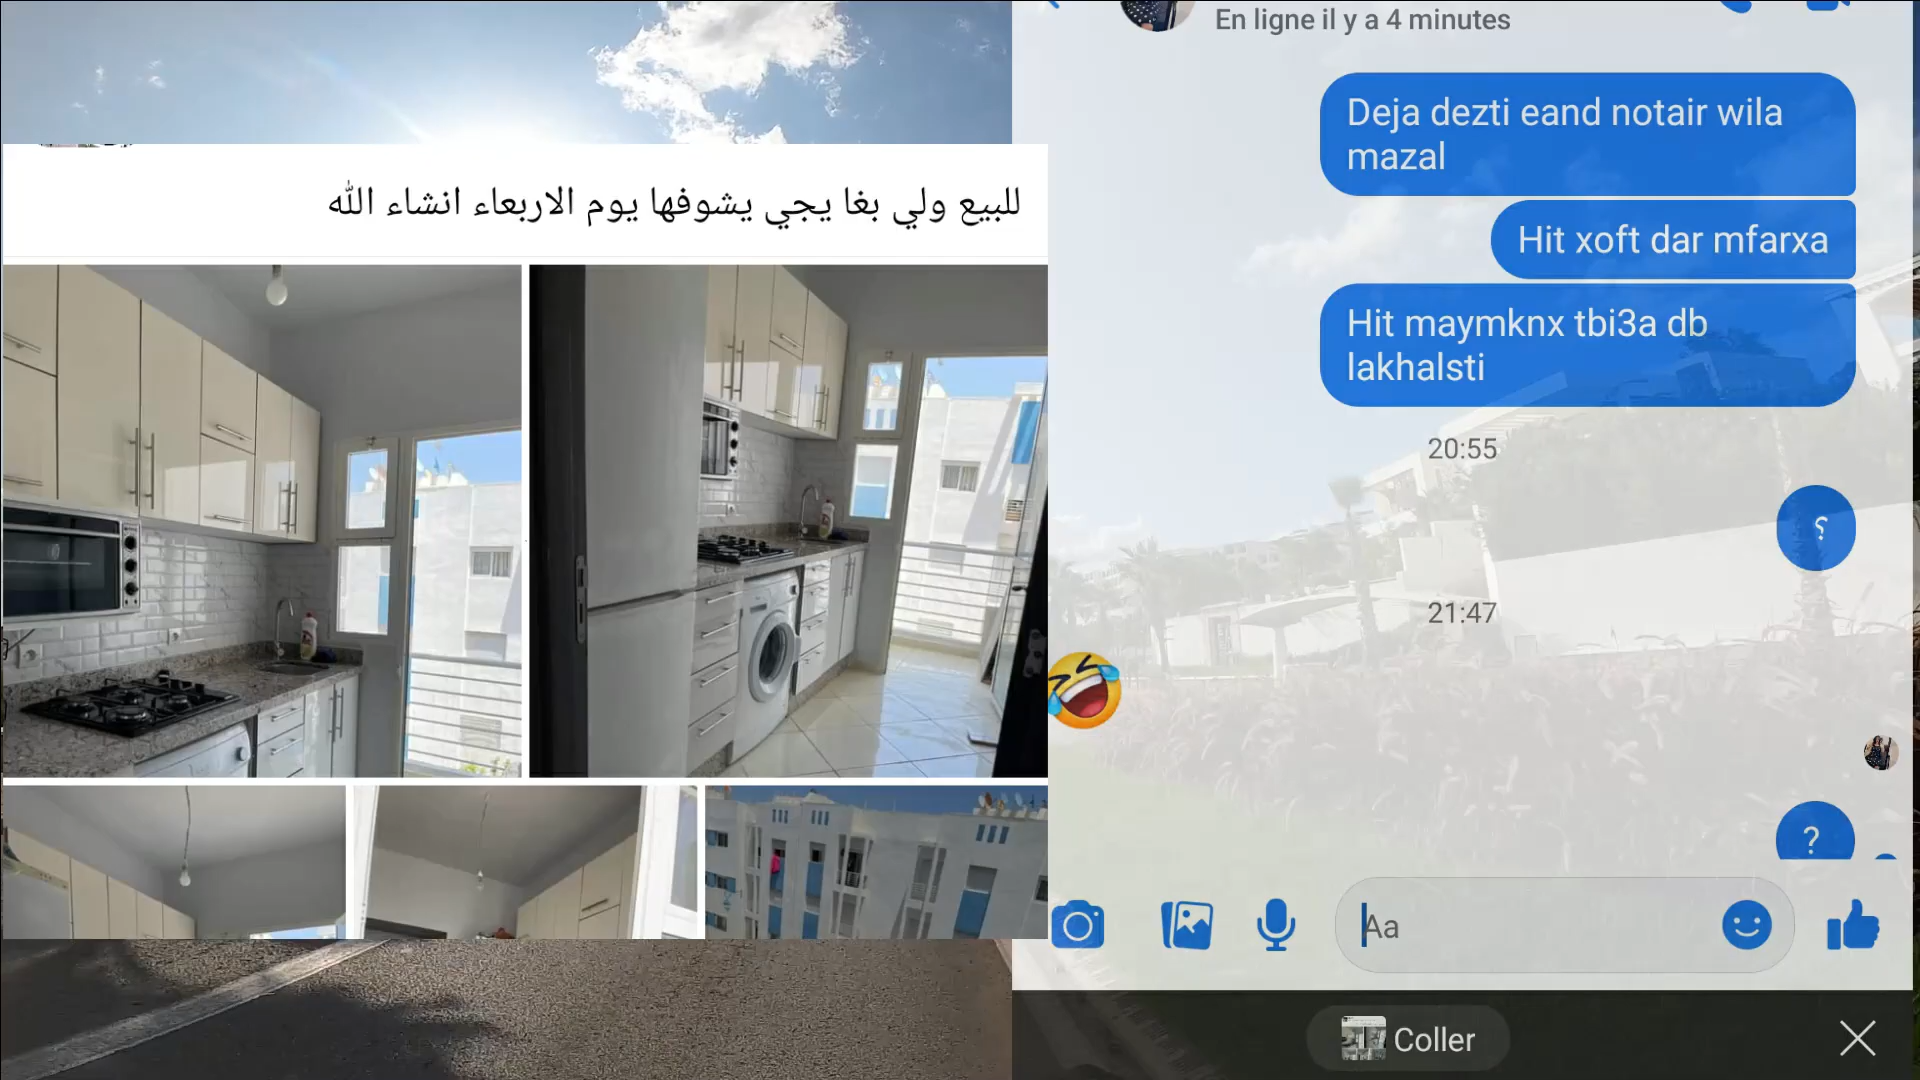 للبيع ولي بغا يجي يشوفها يوم الاربعاء انشاء الله
En ligne il y a 4 minutes
Deja dezti eand notair wila
mazal
Hit xoft dar mfarxa
Hit maymknx tbi3a db
lakhalsti
20:55
؟
21:47
?
Aa
Coller